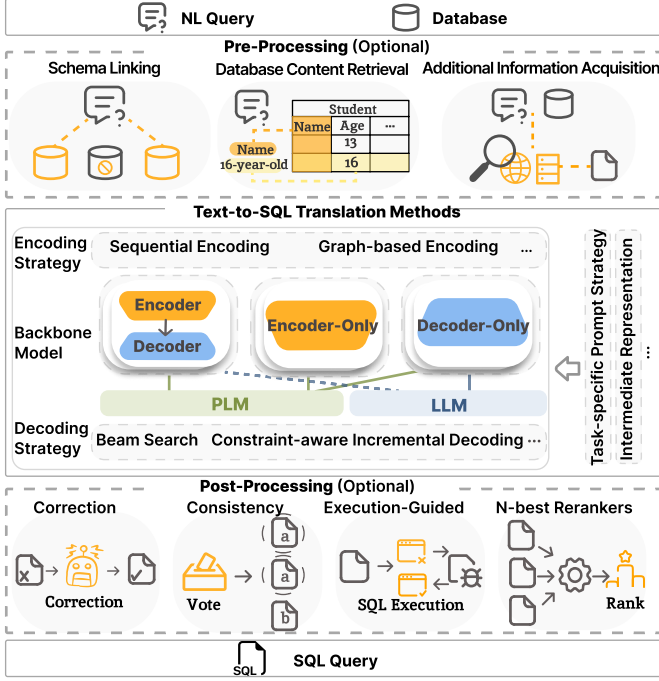 NL Query
Database
Pre-Processing (Optional)
Schema Linking
Database Content Retrieval
Additional Information Acquisition
Student
Name
Age
...
13
16
Name
16-year-old
Text-to-SQL Translation Methods
Encoding Strategy
Sequential Encoding
Graph-based Encoding
...
Backbone Model
Encoder
Decoder
Encoder-Only
Decoder-Only
PLM
LLM
Decoding Strategy
Beam Search
Constraint-aware Incremental Decoding
...
Task-specific Prompt Strategy
Intermediate Representation
...
Post-Processing (Optional)
Correction
Consistency
Execution-Guided
N-best Rerankers
Correction
Vote
a
a
b
SQL Execution
Rank
SQL
SQL Query